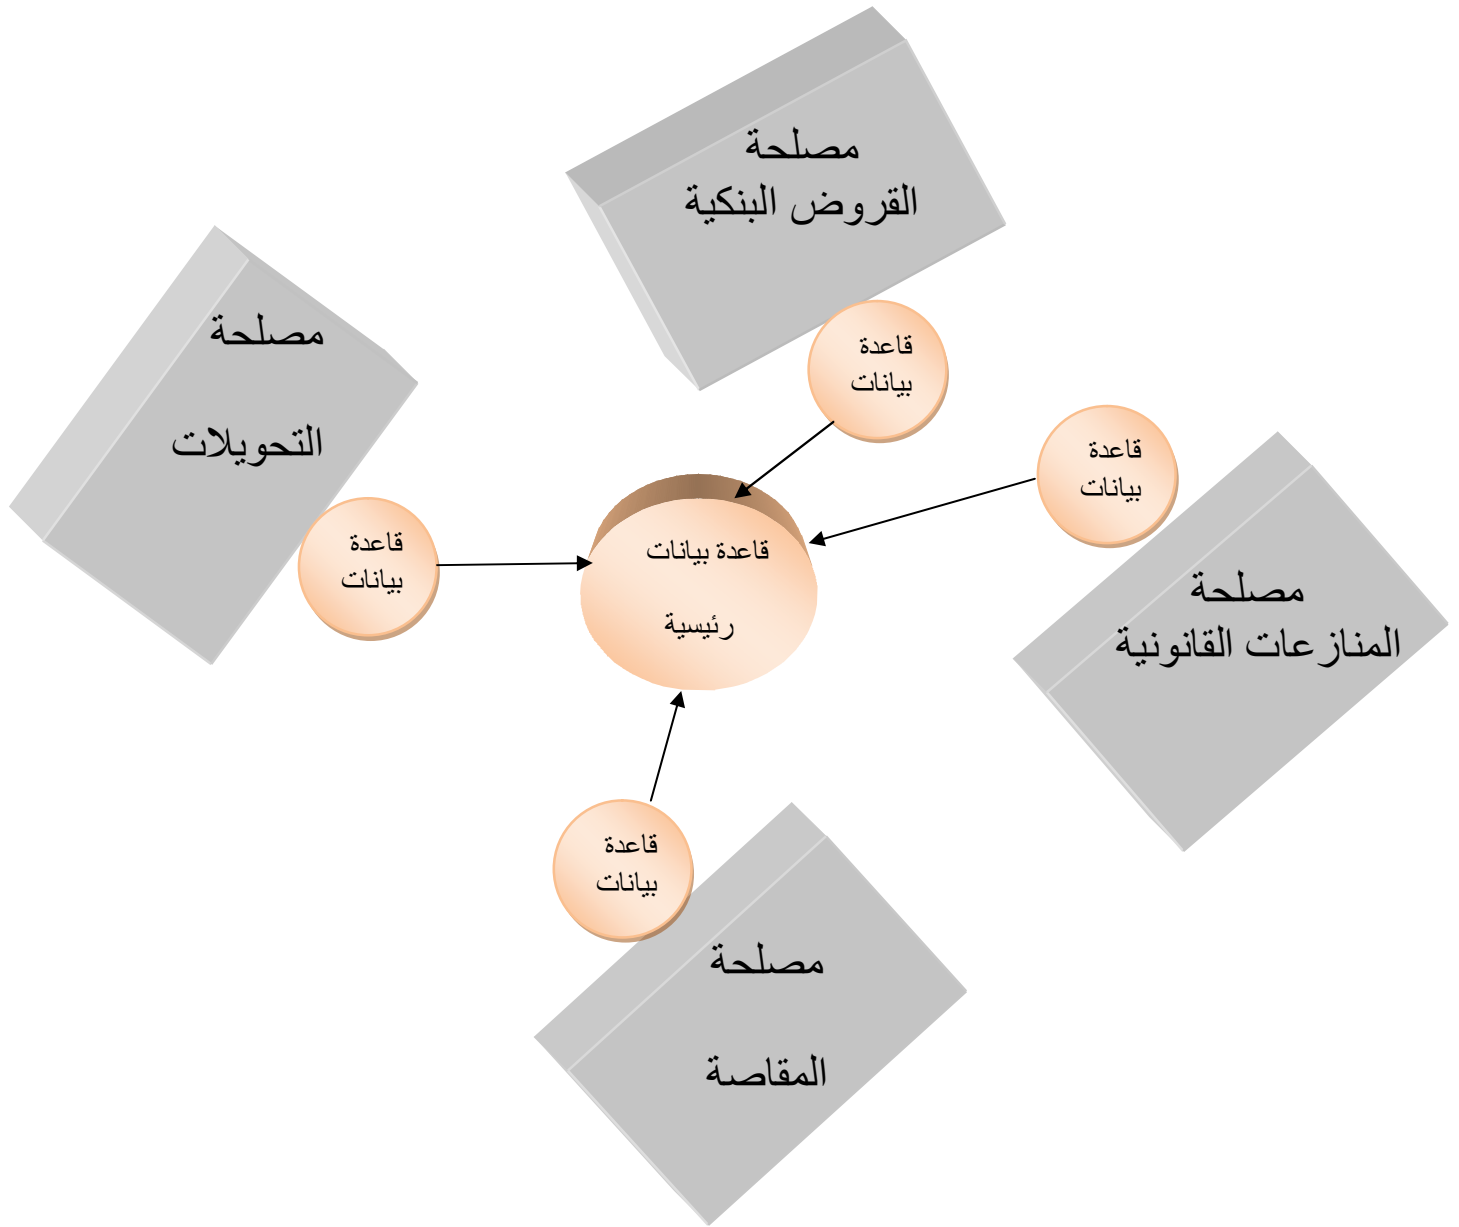 مصلحة
القروض البنكية
قاعدة
بيانات
مصلحة
التحويلات
قاعدة
بيانات
قاعدة
بيانات
مصلحة
المنازعات القانونية
قاعدة بيانات
رئيسية
قاعدة
بيانات
مصلحة
المقاصة